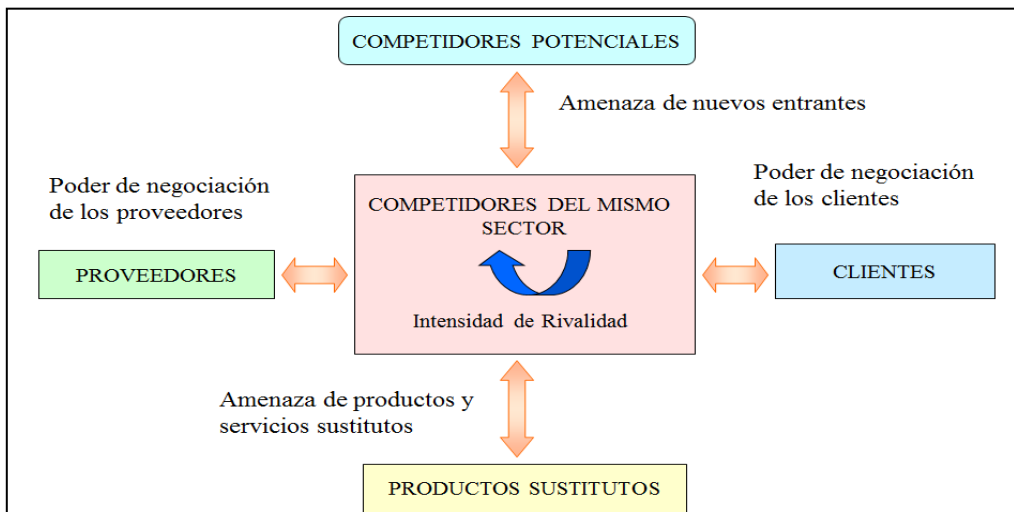 COMPETIDORES POTENCIALES
Amenaza de nuevos entrantes
Poder de negociación
de los proveedores
Poder de negociación
de los clientes
COMPETIDORES DEL MISMO
SECTOR
PROVEEDORES
CLIENTES
Intensidad de Rivalidad
Amenaza de productos y
servicios sustitutos
PRODUCTOS SUSTITUTOS